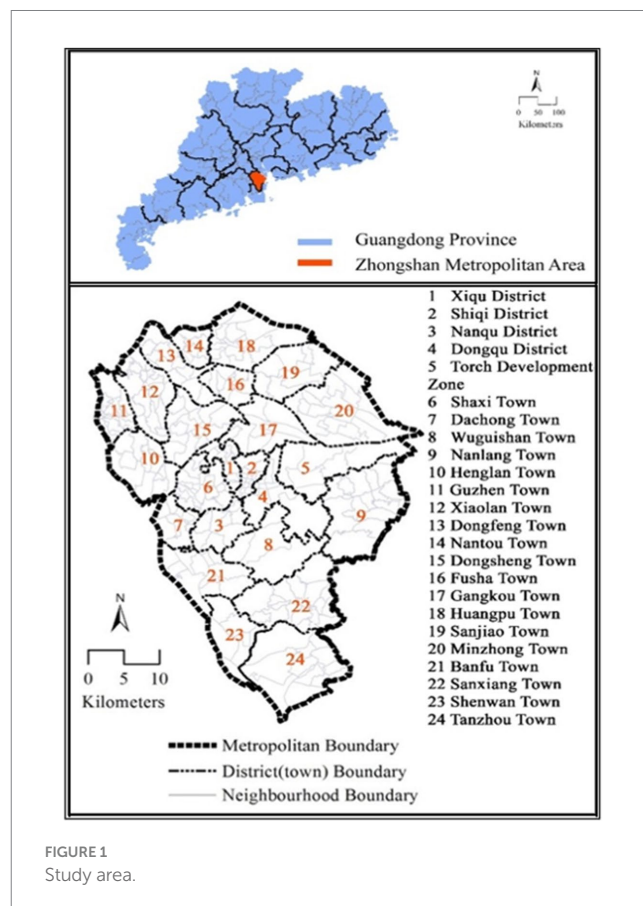 N
0 50 100
Kilometers
Guangdong Province
Zhongshan Metropolitan Area
1 Xiqu District
2 Shiqi District
3 Nanqu District
4 Dongqu District
5 Torch Development
Zone
6 Shaxi Town
7 Dachong Town
8 Wuguishan Town
9 Nanlang Town
10 Henglan Town
11 Guzhen Town
12 Xiaolan Town
13 Dongfeng Town
14 Nantou Town
15 Dongsheng Town
16 Fusha Town
17 Gangkou Town
18 Huangpu Town
19 Sanjiao Town
20 Minzhong Town
21 Banfu Town
22 Sanxiang Town
23 Shenwan Town
24 Tanzhou Town
14
18
13
19
16
12
20
11
15
17
10
1
2
5
6
4
9
7
3
8
21
22
23
24
N
0 5 10
Kilometers
Metropolitan Boundary
District(town) Boundary
Neighbourhood Boundary
FIGURE 1
Study area.